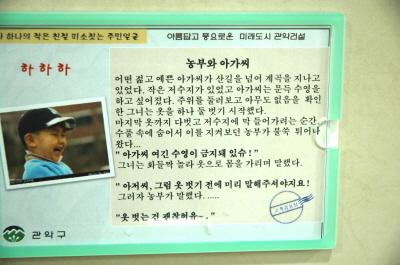 하나의 작은 친절 미소짓는 주민얼굴
아름답고 풍요로운 미래도시 관악건설
하하하
농부와 아가씨
어떤 젊고 예쁜 아가씨가 산길을 넘어 계곡을 지나고
있었다. 작은 저수지가 있었고 아가씨는 문득 수영을
하고 싶어졌다. 주위를 둘러보고 아무도 없음을 확인
한 그녀는 옷을 하나 둘 벗기 시작했다.
마지막 옷까지 다벗고 저수지에 막 들어가려는 순간.
수풀 속에 숨어서 이를 지켜보던 농부가 불쑥 튀어나
왔다...
" 아가씨 여긴 수영이 금지돼 있슈! "
그녀는 화들짝 놀라 옷으로 몸을 가리며 말했다.
" 아저씨, 그럼 옷 벗기 전에 미리 말해주셔야지요!
그러자 농부가 말했다. .....
"옷 벗는 건 괜찮혀유~. "
관악구